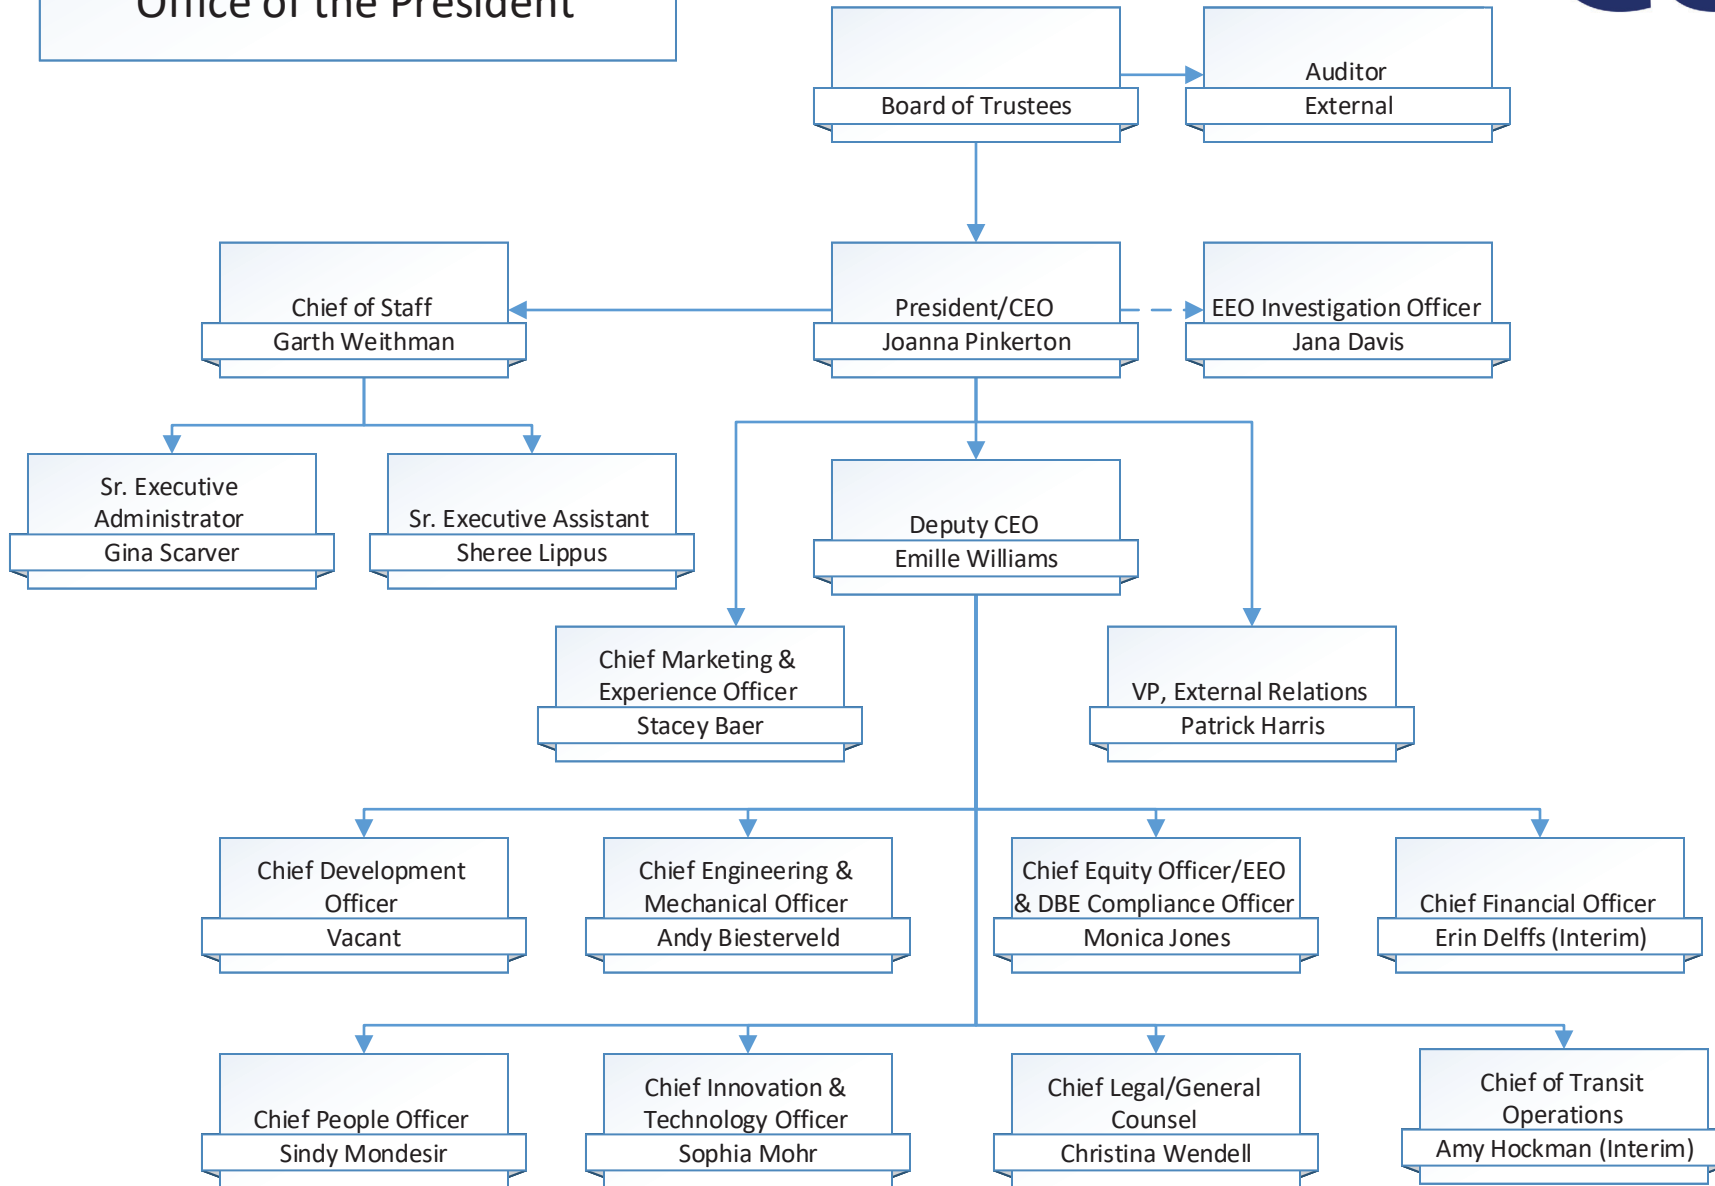 Office of the President
Board of Trustees
Auditor
External
Chief of Staff
Garth Weithman
President/CEO
Joanna Pinkerton
EEO Investigation Officer
Jana Davis
Sr. Executive
Administrator
Gina Scarver
Sr. Executive Assistant
Sheree Lippus
Deputy CEO
Emille Williams
Chief Marketing &
Experience Officer
Stacey Baer
VP, External Relations
Patrick Harris
Chief Development
Officer
Vacant
Chief Engineering &
Mechanical Officer
Andy Biesterveld
Chief Equity Officer/EEO
& DBE Compliance Officer
Monica Jones
Chief Financial Officer
Erin Delffs (Interim)
Chief People Officer
Sindy Mondesir
Chief Innovation &
Technology Officer
Sophia Mohr
Chief Legal/General
Counsel
Christina Wendell
Chief of Transit
Operations
Amy Hockman (Interim)